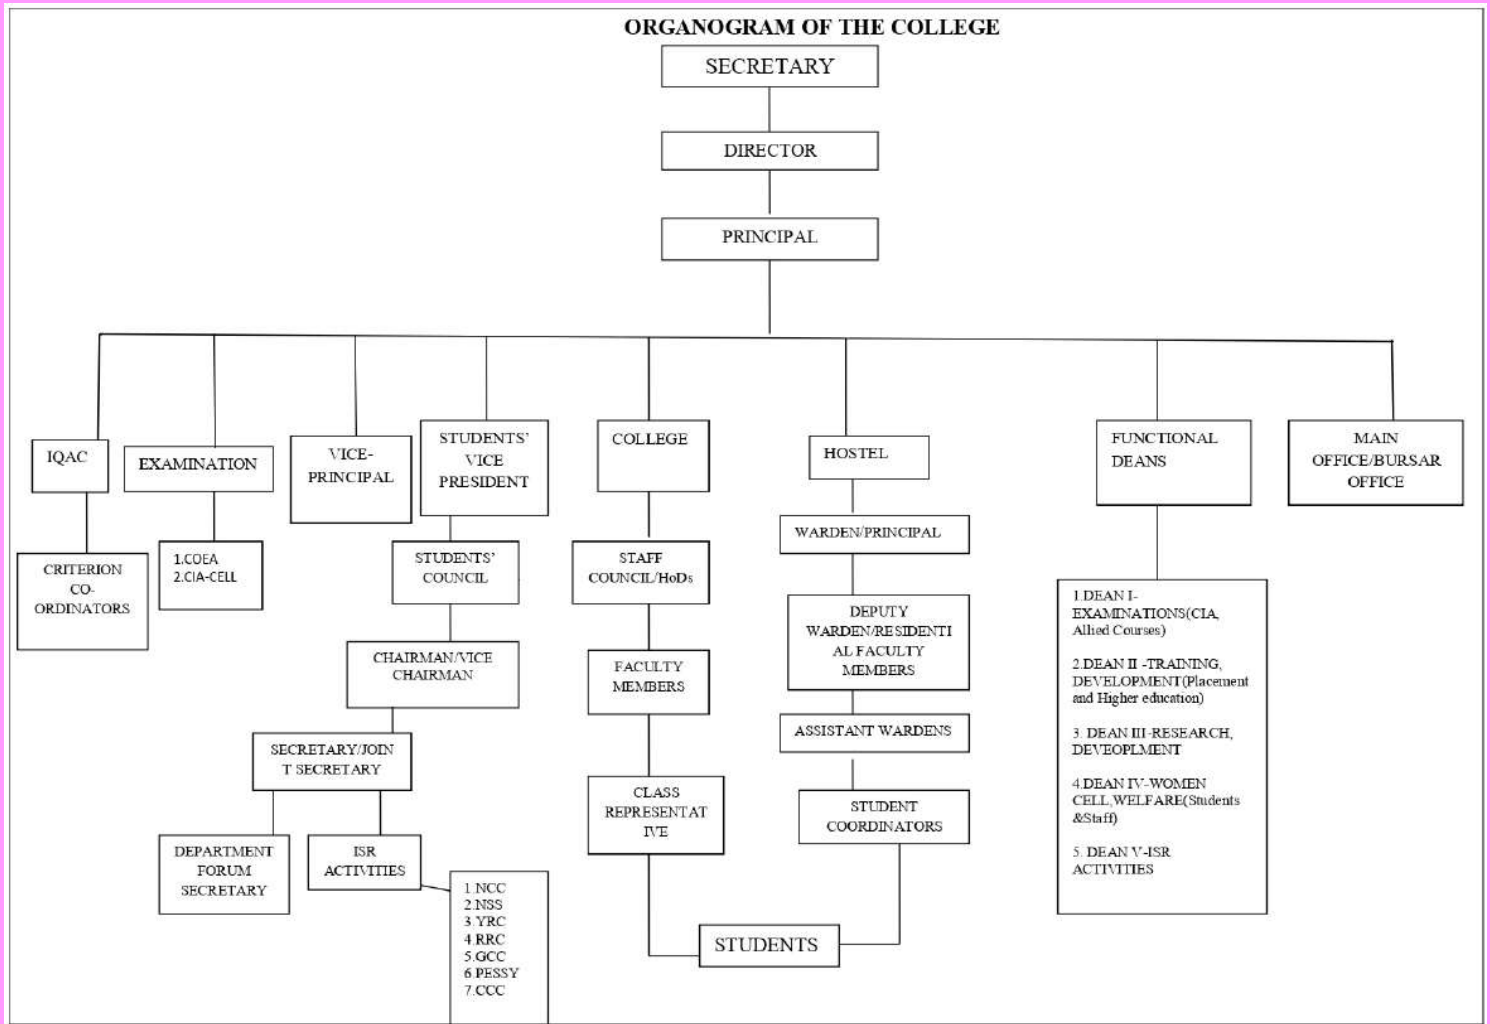 ORGANOGRAM OF THE COLLEGE
SECRETARY
DIRECTOR
PRINCIPAL
IQAC
EXAMINATION
VICE-
PRINCIPAL
STUDENTS'
VICE
PRESIDENT
COLLEGE
HOSTEL
FUNCTIONAL
DEANS
MAIN
OFFICE/BURSAR
OFFICE
CRITERION
CO-
ORDINATORS
1.COEA
2.CIA-CELL
STUDENTS'
COUNCIL
STAFF
COUNCIL/HoDs
WARDEN/PRINCIPAL
CHAIRMAN/VICE
CHAIRMAN
FACULTY
MEMBERS
DEPUTY
WARDEN/RESIDENTI
AL FACULTY
MEMBERS
1.DEAN I-
EXAMINATIONS(CIA,
Allied Courses)
2.DEAN II -TRAINING,
DEVELOPMENT(Placement
and Higher education)
3. DEAN III-RESEARCH,
DEVEOPLMENT
4.DEAN IV-WOMEN
CELL,WELFARE(Students
&Staff)
5. DEAN V-ISR
ACTIVITIES
SECRETARY/JOIN
T SECRETARY
ASSISTANT WARDENS
CLASS
REPRESENTAT
IVE
STUDENT
COORDINATORS
DEPARTMENT
FORUM
SECRETARY
ISR
ACTIVITIES
1.NCC
2.NSS
3.YRC
4.RRC
5.GCC
6.PESSY
7.CCC
STUDENTS